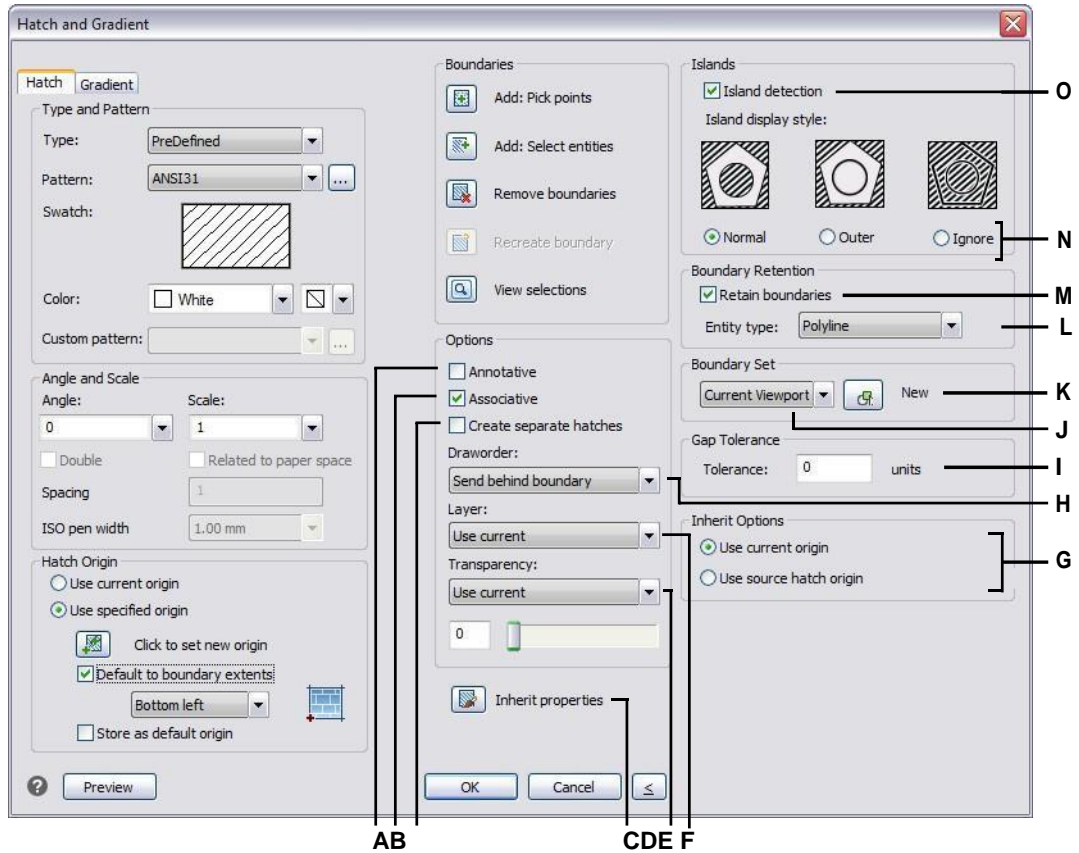 Hatch and Gradient
Hatch
Gradient
Type and Pattern
Type:
PreDefined
Pattern:
ANSI31
...
Swatch:
Color:
White
Custom pattern:
...
Angle and Scale
Angle:
Scale:
0
1
Double
Related to paper space
Spacing
1
ISO pen width
1.00 mm
Hatch Origin
Use current origin
Use specified origin
Click to set new origin
Default to boundary extents
Bottom left
Store as default origin
?
Preview
Boundaries
Add: Pick points
Add: Select entities
Remove boundaries
Recreate boundary
View selections
Options
Annotative
Associative
Create separate hatches
Draworder:
Send behind boundary
Layer:
Use current
Transparency:
Use current
0
Inherit properties
OK
Cancel
<
Islands
Island detection
Island display style:
Normal
Outer
Ignore
Boundary Retention
Retain boundaries
Entity type:
Polyline
Boundary Set
Current Viewport
New
Gap Tolerance
Tolerance:
0
units
Inherit Options
Use current origin
Use source hatch origin
O
N
M
L
K
J
I
H
G
AB
CDE F